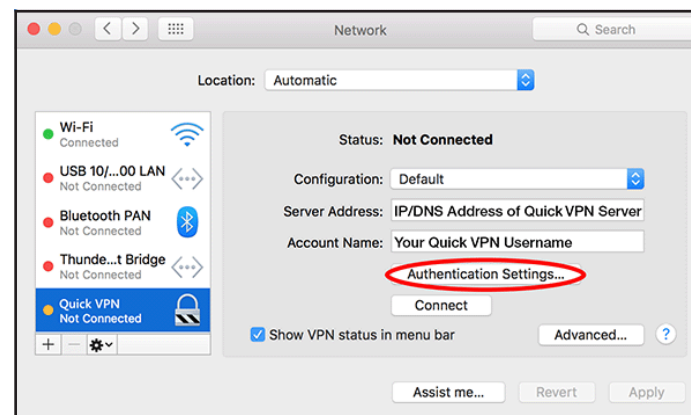 Network
Search
Location: Automatic
Wi-Fi
Connected
USB 10/...00 LAN
Not Connected
Bluetooth PAN
Not Connected
Thunde...t Bridge
Not Connected
Quick VPN
Not Connected
Status: Not Connected
Configuration: Default
Server Address: IP/DNS Address of Quick VPN Server
Account Name: Your Quick VPN Username
Authentication Settings...
Connect
Show VPN status in menu bar
Advanced...
?
Assist me...
Revert
Apply